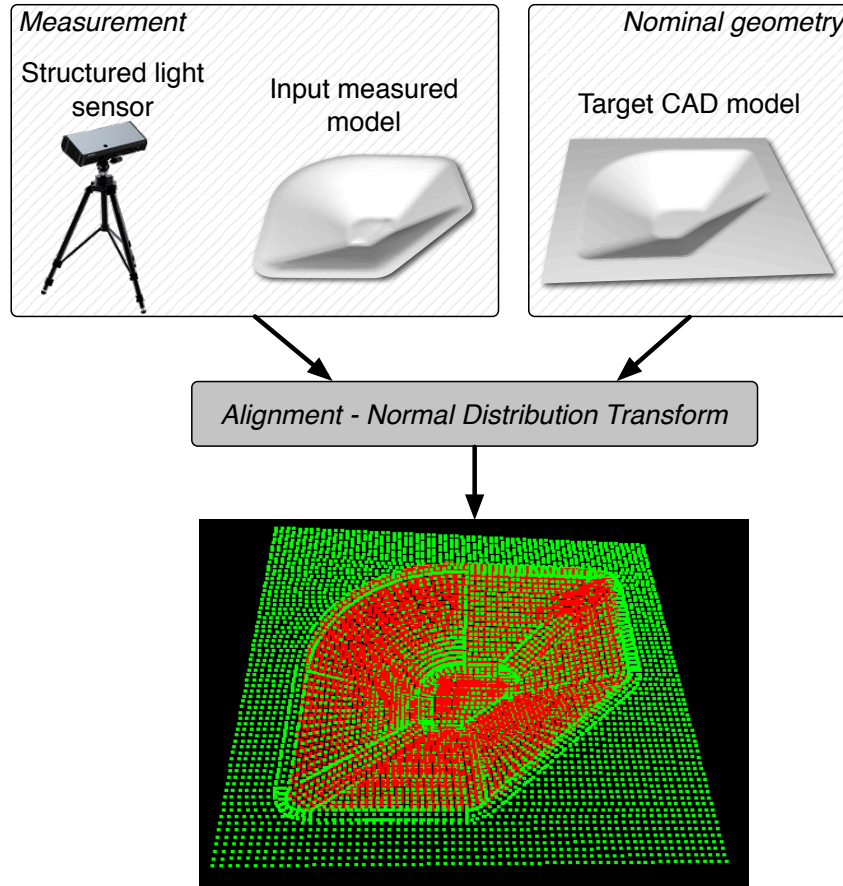 Measurement
Structured light
sensor
Input measured
model
Nominal geometry
Target CAD model
Alignment - Normal Distribution Transform